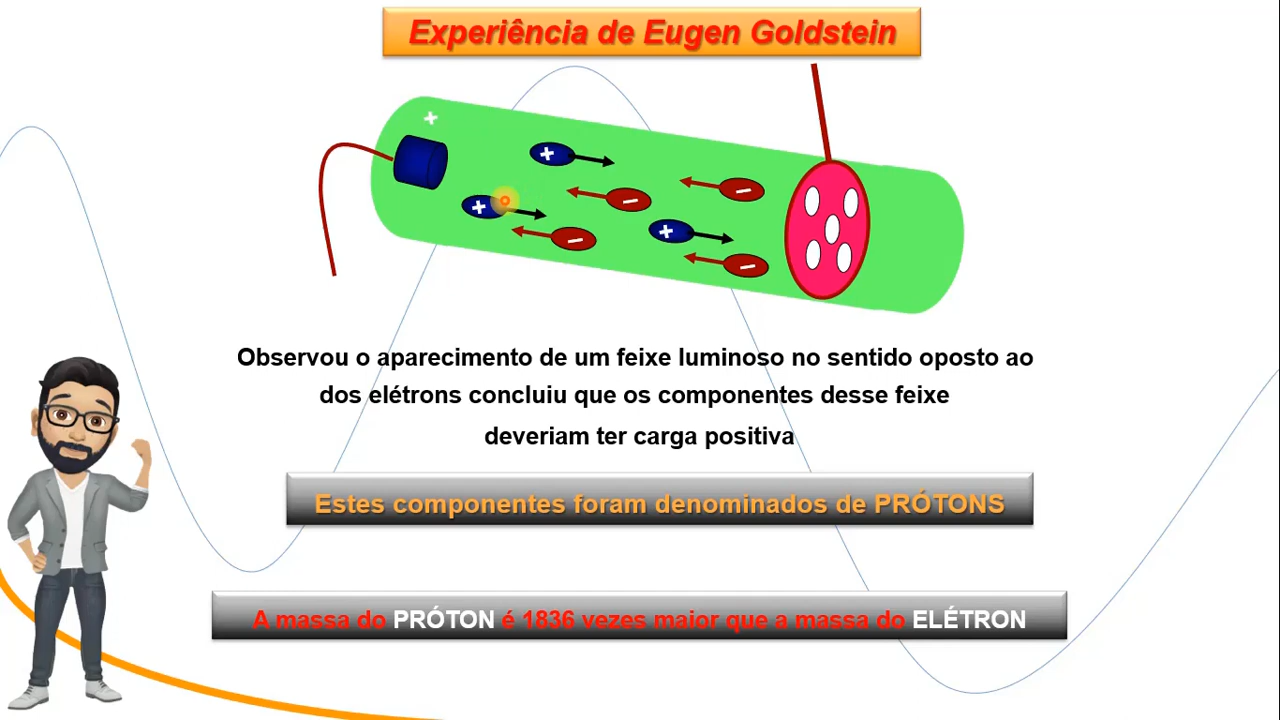 Experiência de Eugen Goldstein
+
+
−
−
+
+
−
−
Observou o aparecimento de um feixe luminoso no sentido oposto ao
dos elétrons concluiu que os componentes desse feixe
deveriam ter carga positiva
Estes componentes foram denominados de PRÓTONS
A massa do PRÓTON é 1836 vezes maior que a massa do ELÉTRON